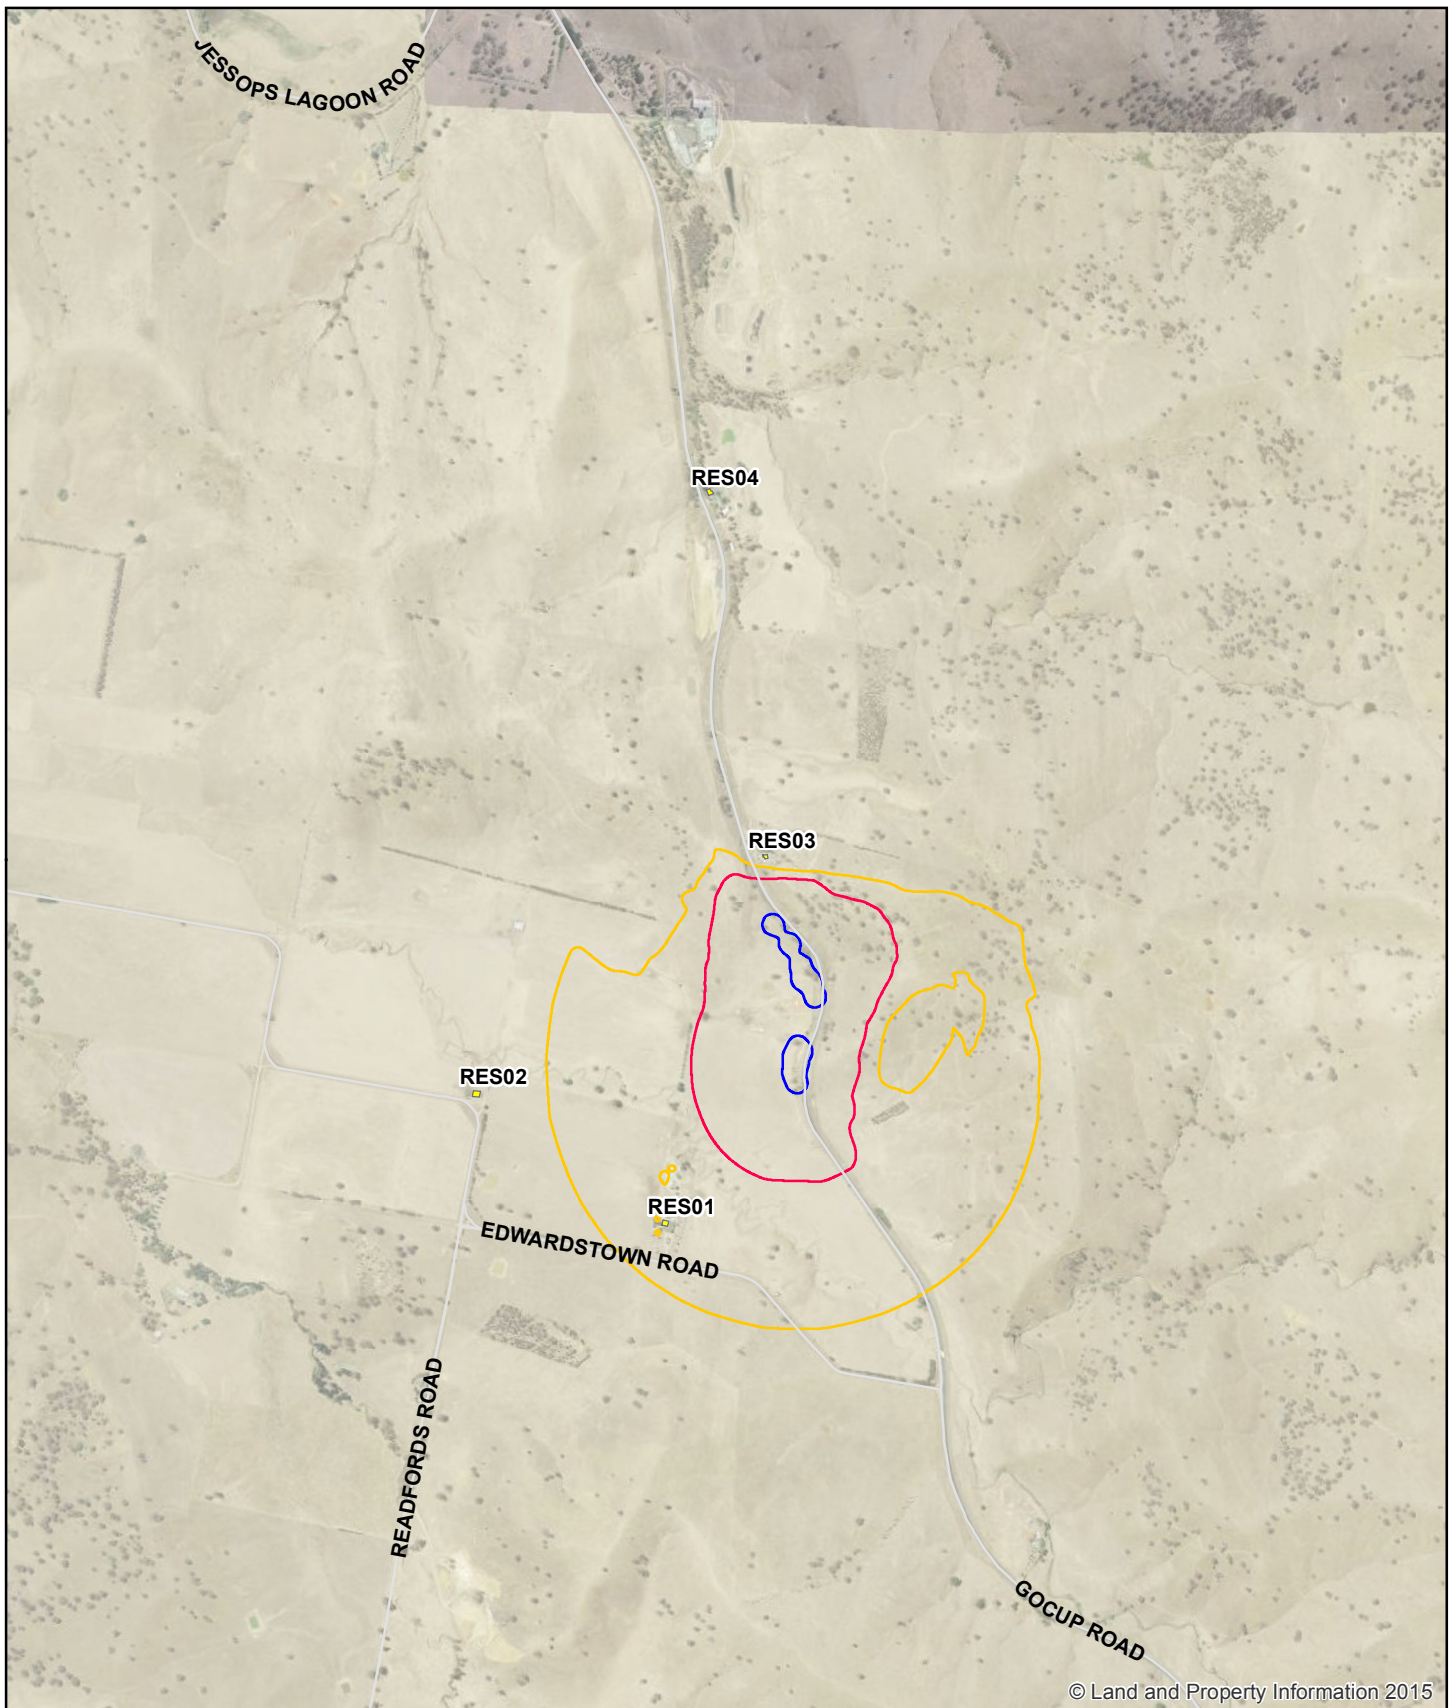 JESSOPS LAGOON ROAD
RES04
RES03
RES02
RES01
EDWARDSTOWN ROAD
READFORDS ROAD
GOCUP ROAD
© Land and Property Information 2015